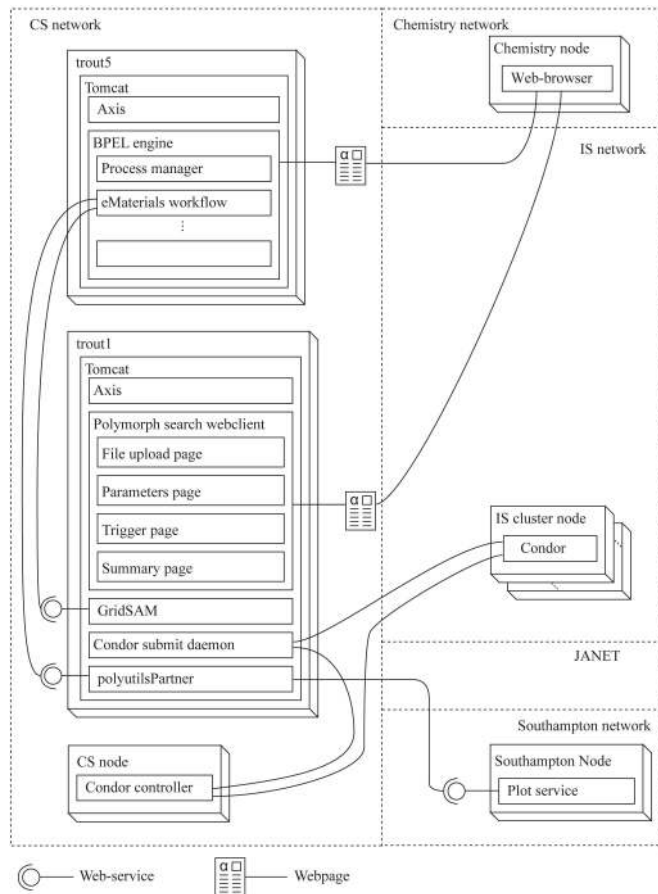 CS network
trout5
Tomcat
Axis
BPEL engine
Process manager
eMaterials workflow
...
trout1
Tomcat
Axis
Polymorph search webclient
File upload page
Parameters page
Trigger page
Summary page
GridSAM
Condor submit daemon
polyutilsPartner
CS node
Condor controller
Chemistry network
Chemistry node
Web-browser
α
IS network
α
IS cluster node
Condor
...
...
JANET
Southampton network
Southampton Node
Plot service
Web-service
α
Webpage